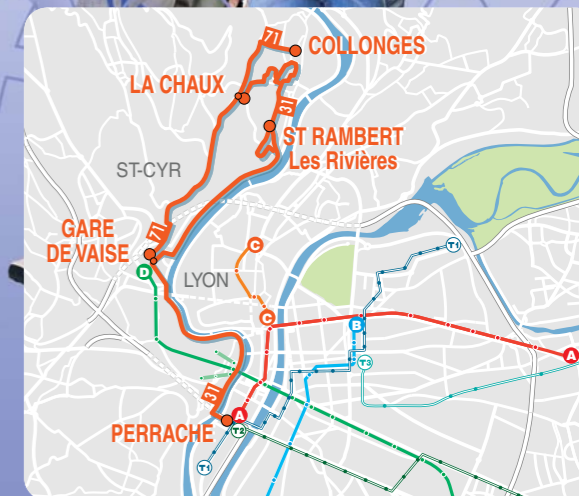 71
COLLONGES
LA CHAUX
31
ST RAMBERT
Les Rivières
ST-CYR
71
GARE
DE VAISE
D
C
LYON
C
T1
B
A
T3
31
PERRACHE
A
T2
T1